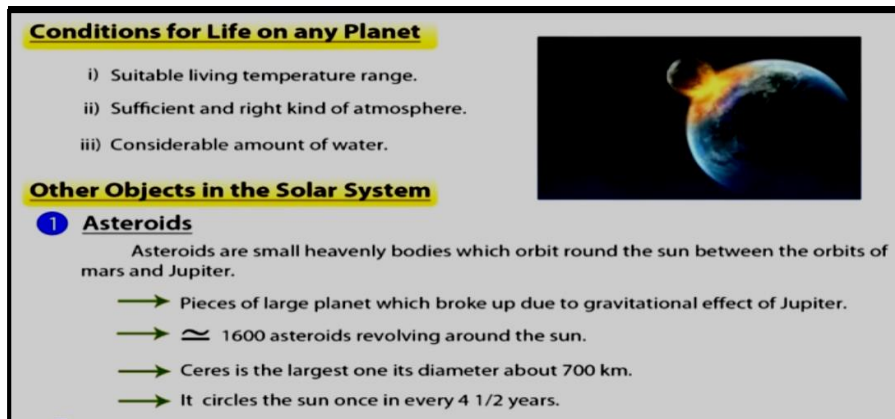 Conditions for Life on any Planet
i) Suitable living temperature range.
ii) Sufficient and right kind of atmosphere.
iii) Considerable amount of water.
Other Objects in the Solar System
1 Asteroids
Asteroids are small heavenly bodies which orbit round the sun between the orbits of
mars and Jupiter.
→ Pieces of large planet which broke up due to gravitational effect of Jupiter.
→ ≃ 1600 asteroids revolving around the sun.
→ Ceres is the largest one its diameter about 700 km.
→ It circles the sun once in every 4 1/2 years.